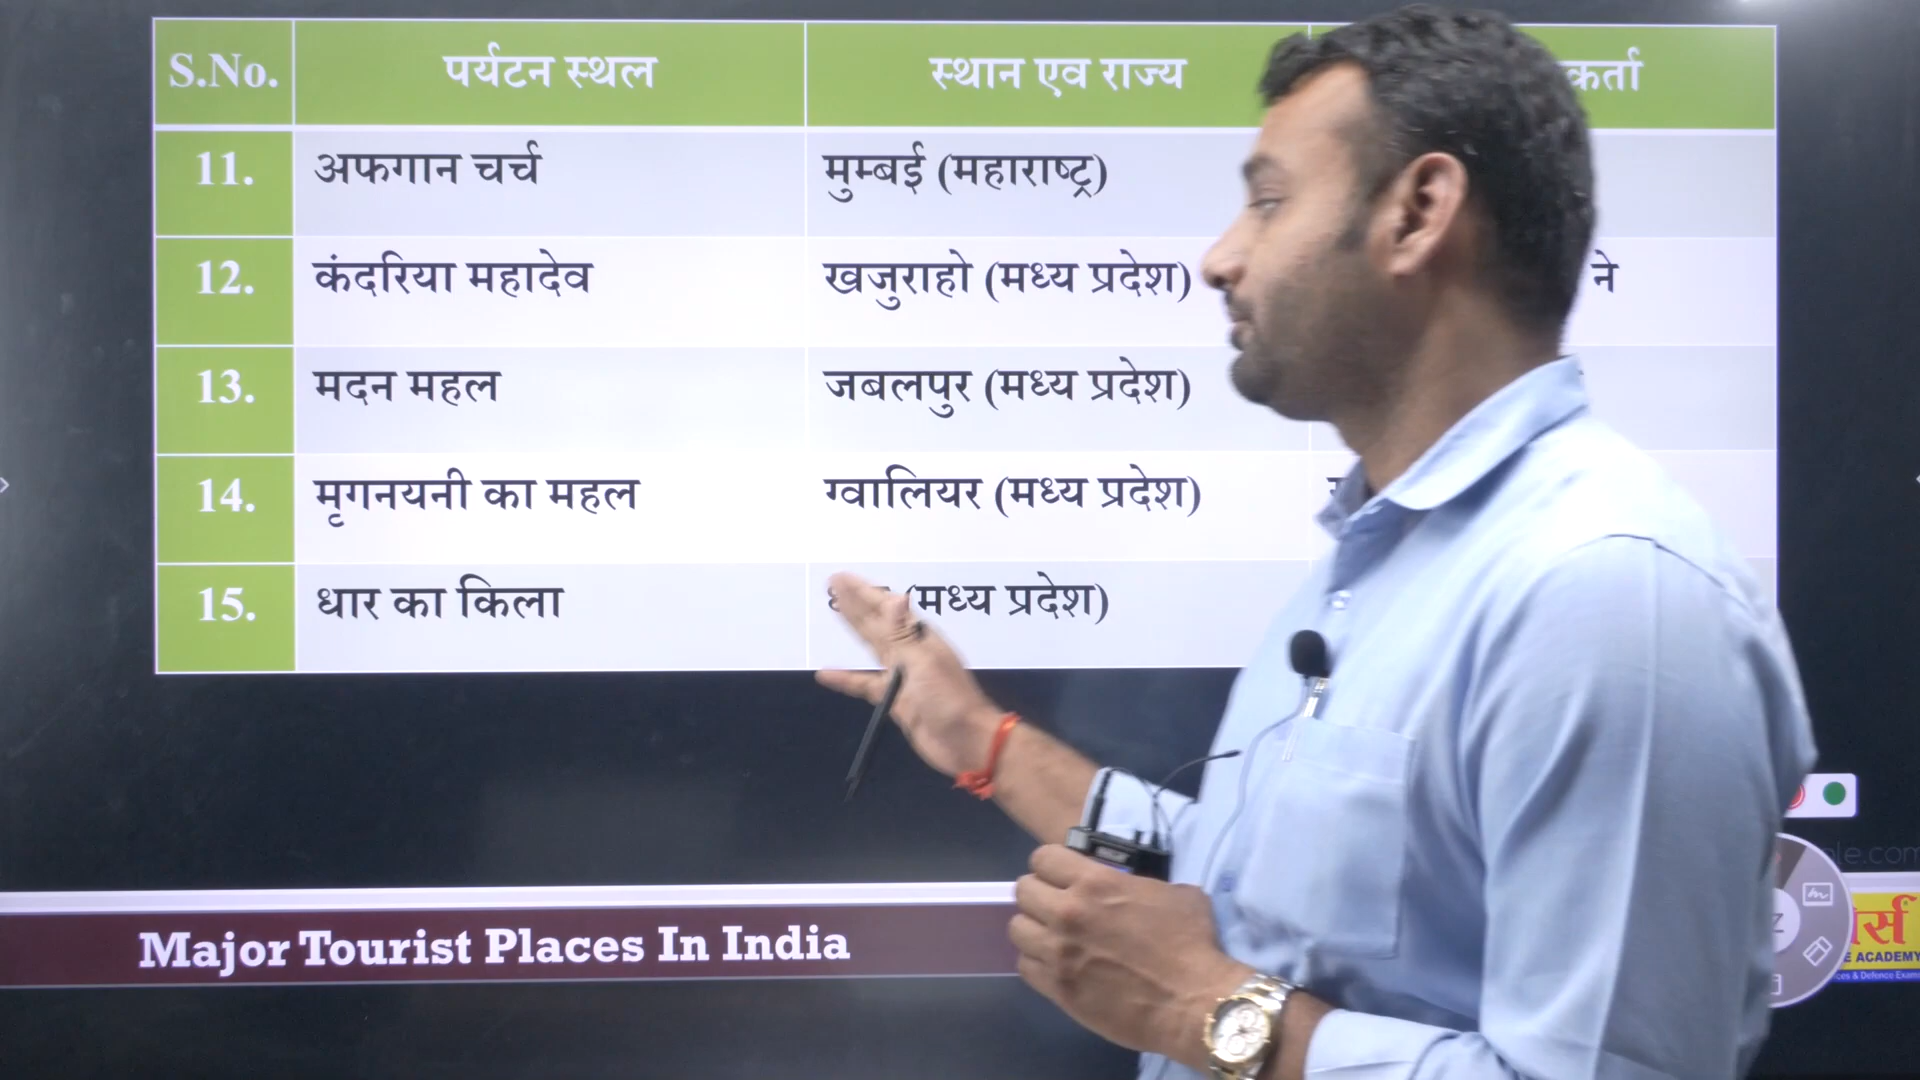 S.No. पर्यटन स्थल स्थान एव राज्य
11. अफगान चर्च मुम्बई (महाराष्ट्र)
12. कंदरिया महादेव खजुराहो (मध्य प्रदेश) ने
13. मदन महल जबलपुर (मध्य प्रदेश)
14. मृगनयनी का महल ग्वालियर (मध्य प्रदेश)
15. धार का किला (मध्य प्रदेश)
Major Tourist Places In India
ACADEMY
& Defence